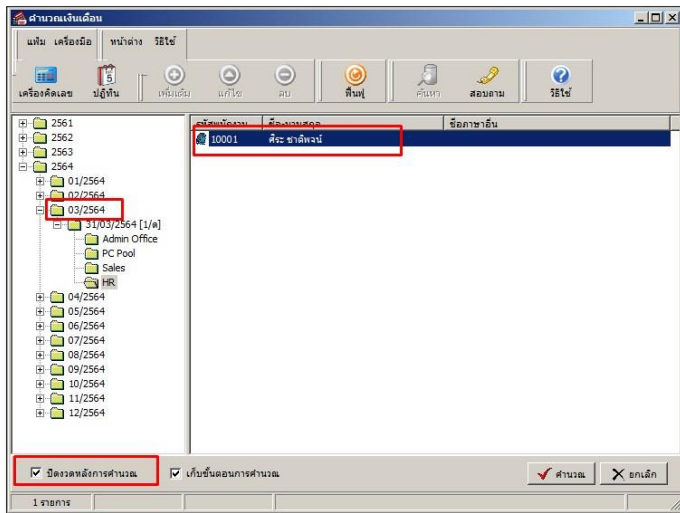 คำนวณเงินเดือน
แฟ้ม เครื่องมือ หน้าต่าง วิธีใช้
เครื่องคิดเลข ปฏิทิน เพิ่มเติม แก้ไข ลบ ฟื้นฟู ค้นหา สอบถาม วิธีใช้
2561
2562
2563
2564
01/2564
02/2564
03/2564
31/03/2564 [1/ด]
Admin Office
PC Pool
Sales
HR
04/2564
05/2564
06/2564
07/2564
08/2564
09/2564
10/2564
11/2564
12/2564
รหัสพนักงาน ชื่อ-นามสกุล ชื่อภาษาอื่น
10001 ศิระ ชาติพจน์
ปิดงวดหลังการคำนวณ เก็บขั้นตอนการคำนวณ คำนวณ ยกเลิก
1 รายการ